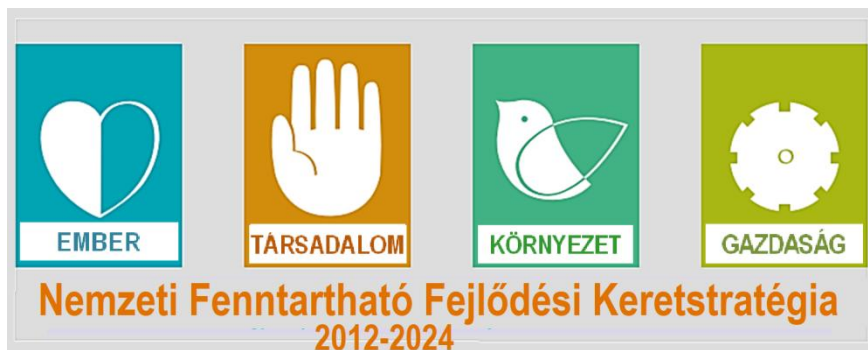 EMBER
TÁRSADALOM
KÖRNYEZET
GAZDASÁG
Nemzeti Fenntartható Fejlődési Keretstratégia
2012-2024